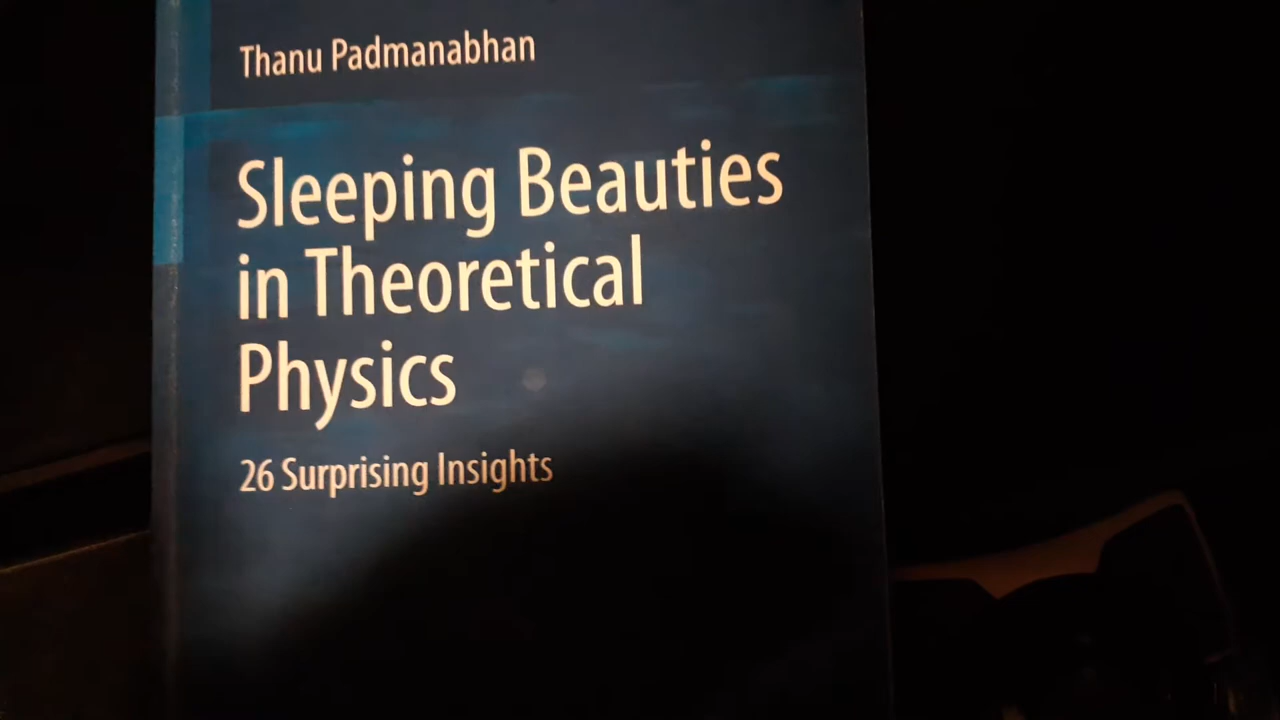 Thanu Padmanabhan
Sleeping Beauties
in Theoretical
Physics
26 Surprising Insights